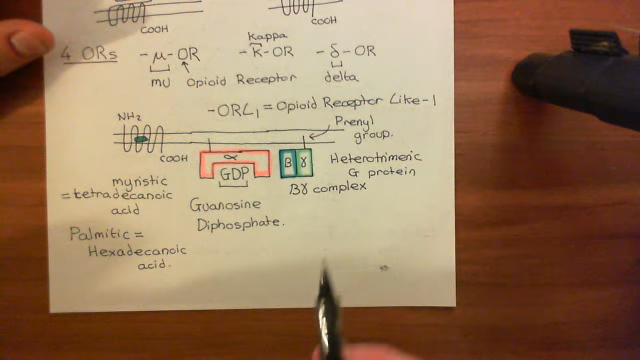 COOH
COOH
4 ORs
- μ - OR
mu
Opioid Receptor
Kappa
- K - OR
- δ - OR
delta
- ORL1 = Opioid Receptor Like-1
NH2
COOH
Prenyl
group.
α
GDP
β
γ
Heterotrimeric
G protein
βγ complex
myristic
= tetradecanoic
acid
Guanosine
Diphosphate.
Palmitic =
Hexadecanoic
acid.